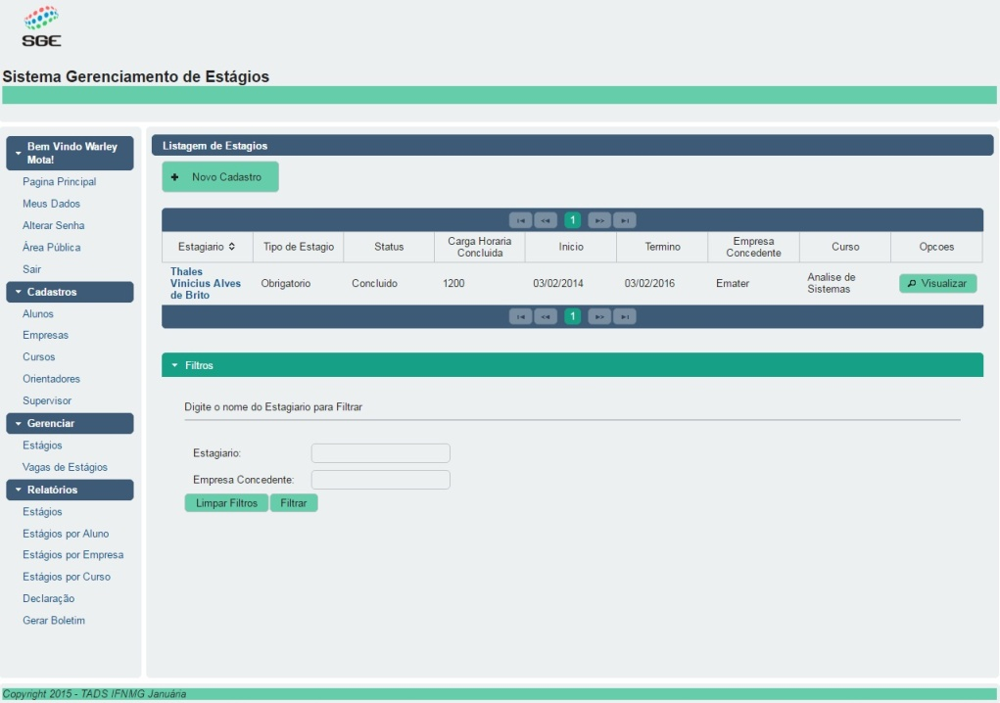 SGE
Sistema Gerenciamento de Estágios
Bem Vindo Warley
Mota!
Pagina Principal
Meus Dados
Alterar Senha
Área Pública
Sair
Cadastros
Alunos
Empresas
Cursos
Orientadores
Supervisor
Gerenciar
Estágios
Vagas de Estágios
Relatórios
Estágios
Estágios por Aluno
Estágios por Empresa
Estágios por Curso
Declaração
Gerar Boletim
Listagem de Estagios
Novo Cadastro
1
Estagiario Tipo de Estagio Status Carga Horaria Concluida Inicio Termino Empresa Concedente Curso Opcoes
Thales Vinicius Alves de Brito Obrigatorio Concluido 1200 03/02/2014 03/02/2016 Emater Analise de Sistemas Visualizar
1
Filtros
Digite o nome do Estagiario para Filtrar
Estagiario:
Empresa Concedente:
Limpar Filtros Filtrar
Copyright 2015 - TADS IFNMG Januária